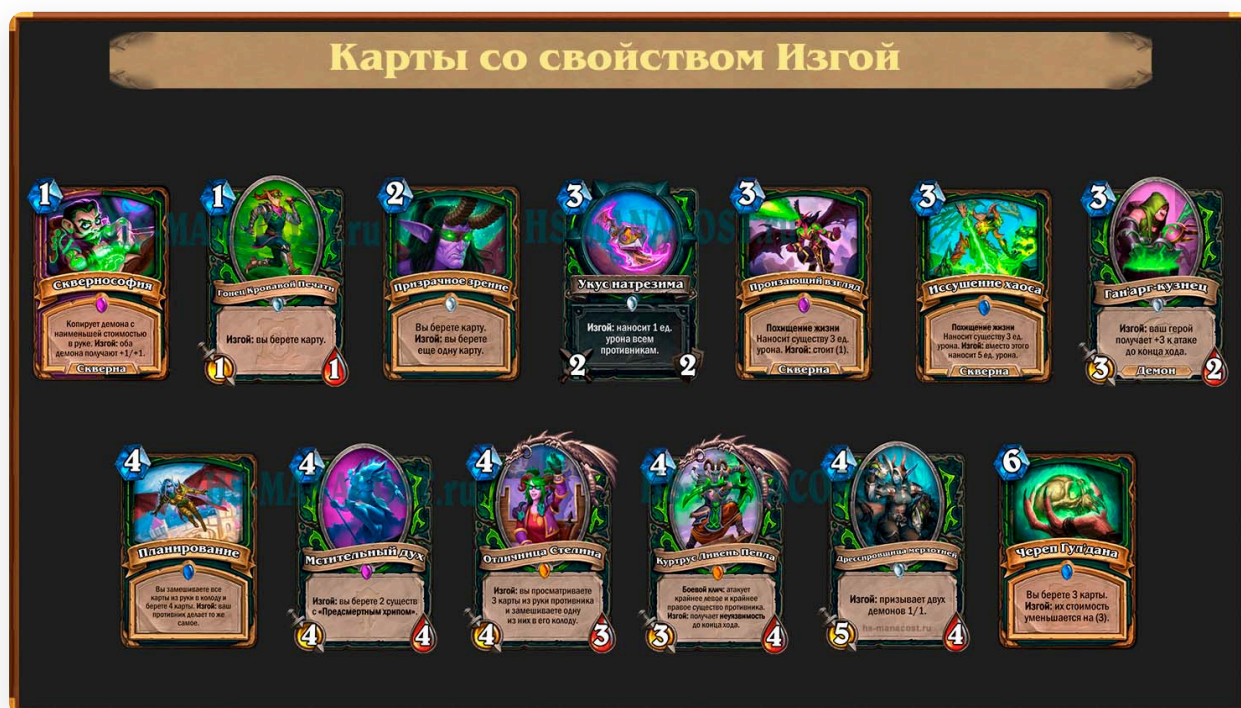 Карты со свойством Изгой
1
Сквернософия
Копирует демона с
наименьшей стоимостью
в руке. Изгой: оба
демона получают +1/+1.
Скверна
1
Гонец Кровавой Печати
Изгой: вы берете карту.
1
1
2
Призрачное зрение
Вы берете карту.
Изгой: вы берете
еще одну карту.
3
Укус натрезима
Изгой: наносит 1 ед.
урона всем
противникам.
2
2
3
Пронзающий взгляд
Похищение жизни
Наносит существу 3 ед.
урона. Изгой: стоит (1).
Скверна
3
Иссушение хаоса
Похищение жизни
Наносит существу 3 ед.
урона. Изгой: вместо этого
наносит 5 ед. урона.
Скверна
3
Ган'арг-кузнец
Изгой: ваш герой
получает +3 к атаке
до конца хода.
3
Демон
2
4
Планирование
Вы замешиваете все
карты из руки в колоду и
берете 4 карты. Изгой: ваш
противник делает то же
самое.
4
Мстительный дух
Изгой: вы берете 2 существ
с «Предсмертным хрипом».
4
4
4
Отличница Стелина
Изгой: вы просматриваете
3 карты из руки противника
и замешиваете одну
из них в его колоду.
4
3
4
Куртрус Ливень Пепла
Боевой клич: атакует
крайнее левое и крайнее
правое существо противника.
Изгой: получает неуязвимость
до конца хода.
3
4
4
Дрессировщица мерзотней
Изгой: призывает двух
демонов 1/1.
hs-manacost.ru
5
4
6
Череп Гул'дана
Вы берете 3 карты.
Изгой: их стоимость
уменьшается на (3).